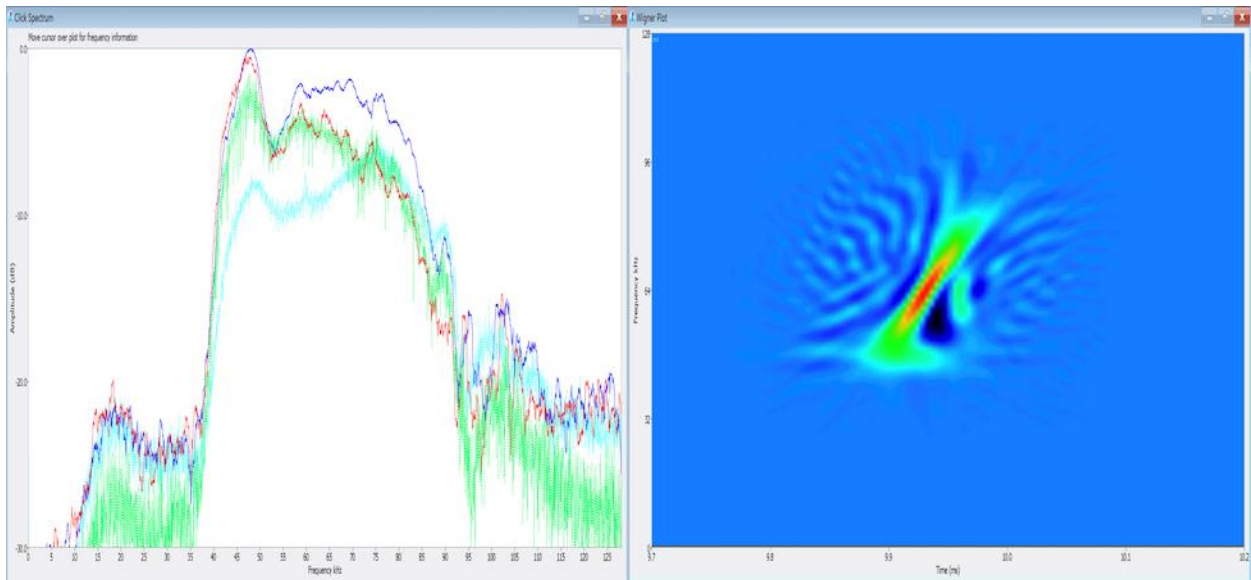 Click Spectrum
Move cursor over plot for frequency information
0.0
-10.0
-20.0
-30.0
Amplitude (dB)
0 5 10 15 20 25 30 35 40 45 50 55 60 65 70 75 80 85 90 95 100 105 110 115 120 125
Frequency kHz
Wigner Plot
128
96
32
0
Frequency kHz
9.7 9.8 9.9 10.0 10.1 10.2
Time (ms)